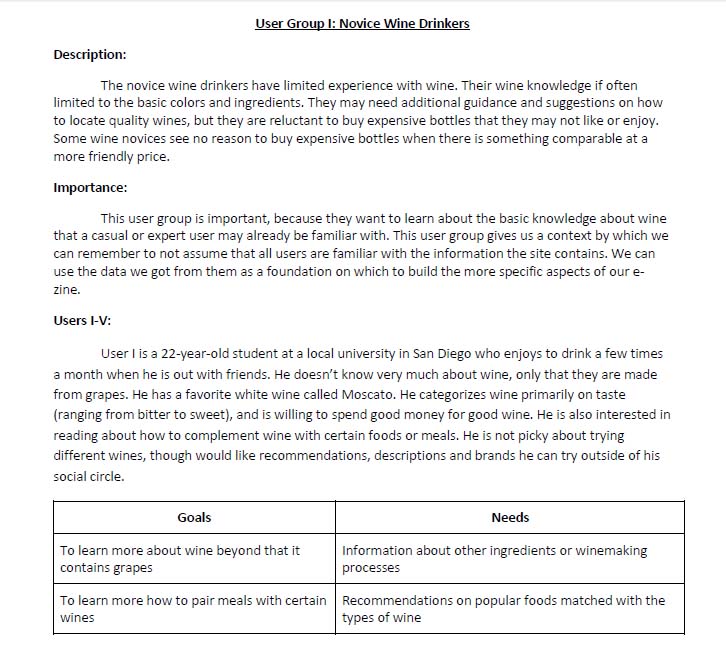 User Group I: Novice Wine Drinkers
Description:
The novice wine drinkers have limited experience with wine. Their wine knowledge if often
limited to the basic colors and ingredients. They may need additional guidance and suggestions on how
to locate quality wines, but they are reluctant to buy expensive bottles that they may not like or enjoy.
Some wine novices see no reason to buy expensive bottles when there is something comparable at a
more friendly price.
Importance:
This user group is important, because they want to learn about the basic knowledge about wine
that a casual or expert user may already be familiar with. This user group gives us a context by which we
can remember to not assume that all users are familiar with the information the site contains. We can
use the data we got from them as a foundation on which to build the more specific aspects of our e-
zine.
Users I-V:
User I is a 22-year-old student at a local university in San Diego who enjoys to drink a few times
a month when he is out with friends. He doesn’t know very much about wine, only that they are made
from grapes. He has a favorite white wine called Moscato. He categorizes wine primarily on taste
(ranging from bitter to sweet), and is willing to spend good money for good wine. He is also interested in
reading about how to complement wine with certain foods or meals. He is not picky about trying
different wines, though would like recommendations, descriptions and brands he can try outside of his
social circle.
Goals
Needs
To learn more about wine beyond that it
contains grapes
Information about other ingredients or winemaking
processes
To learn more how to pair meals with certain
wines
Recommendations on popular foods matched with the
types of wine